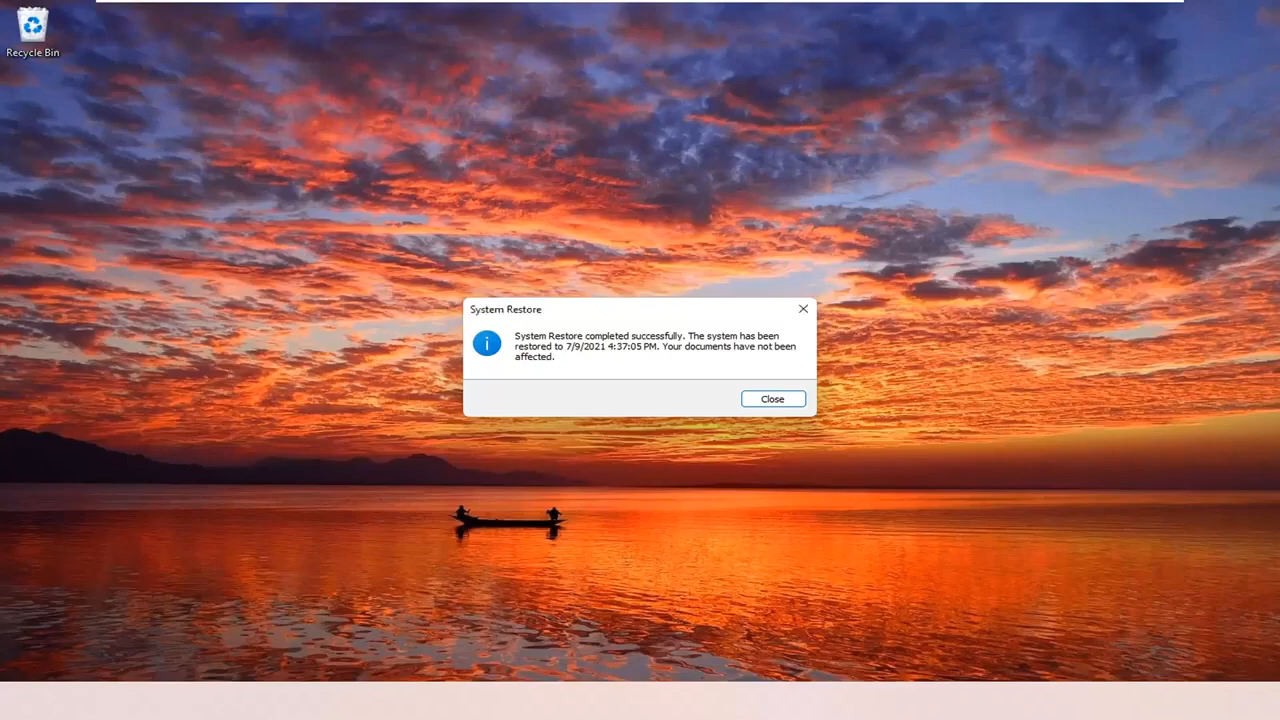 Recycle Bin
System Restore
System Restore completed successfully. The system has been
restored to 7/9/2021 4:37:05 PM. Your documents have not been
affected.
Close